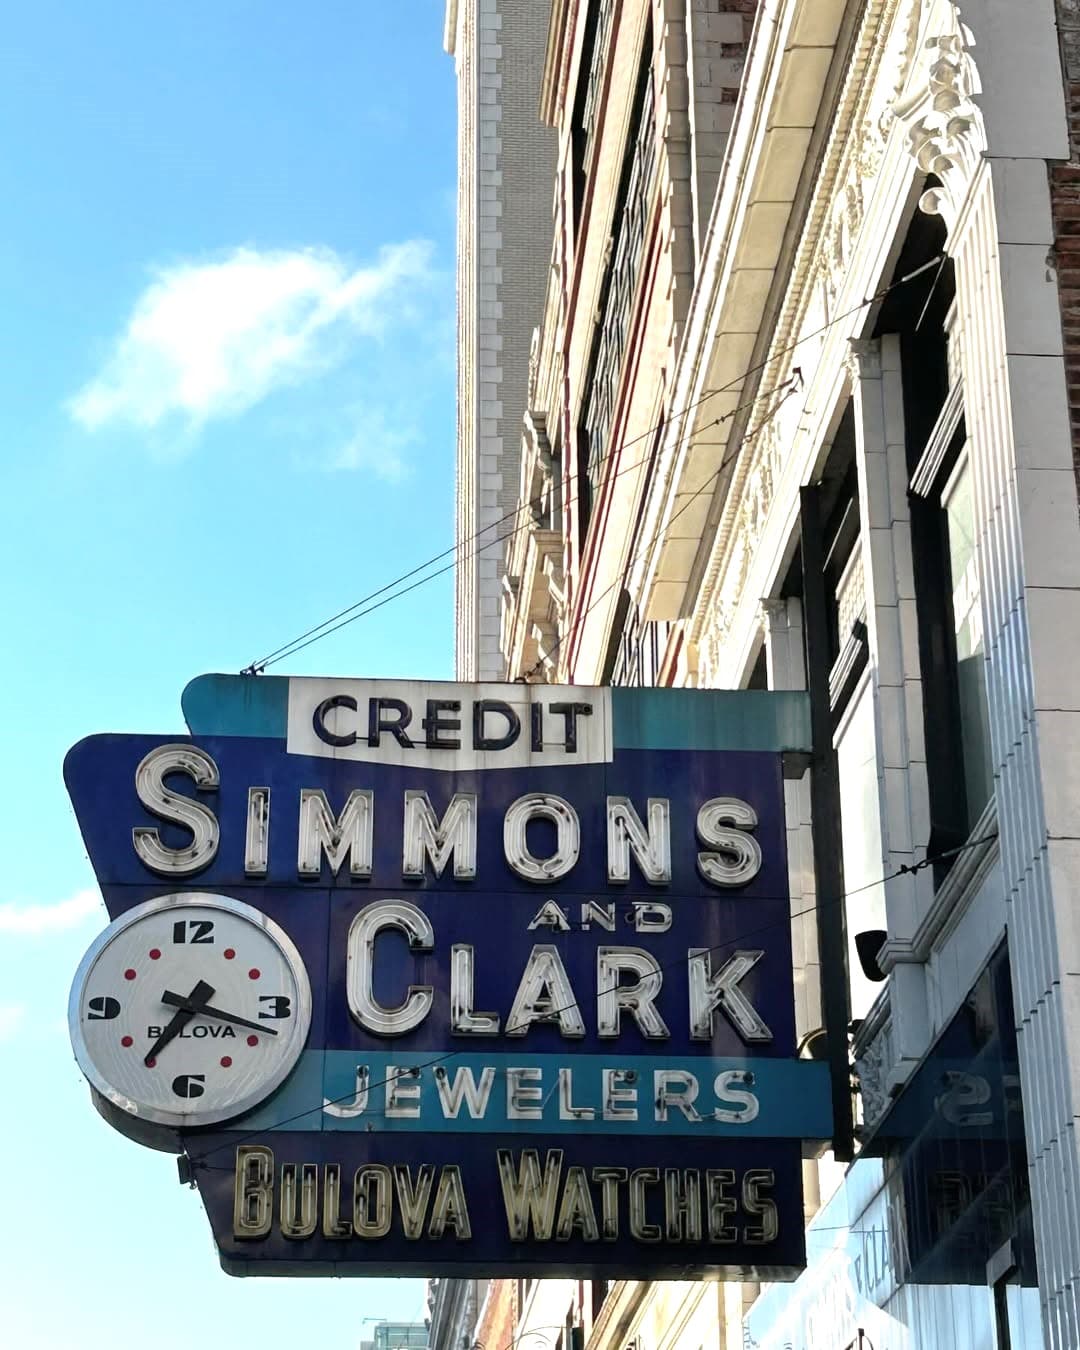 CREDIT
SIMMONS
AND
CLARK
12
9 3
BULOVA
6
JEWELERS
BULOVA WATCHES